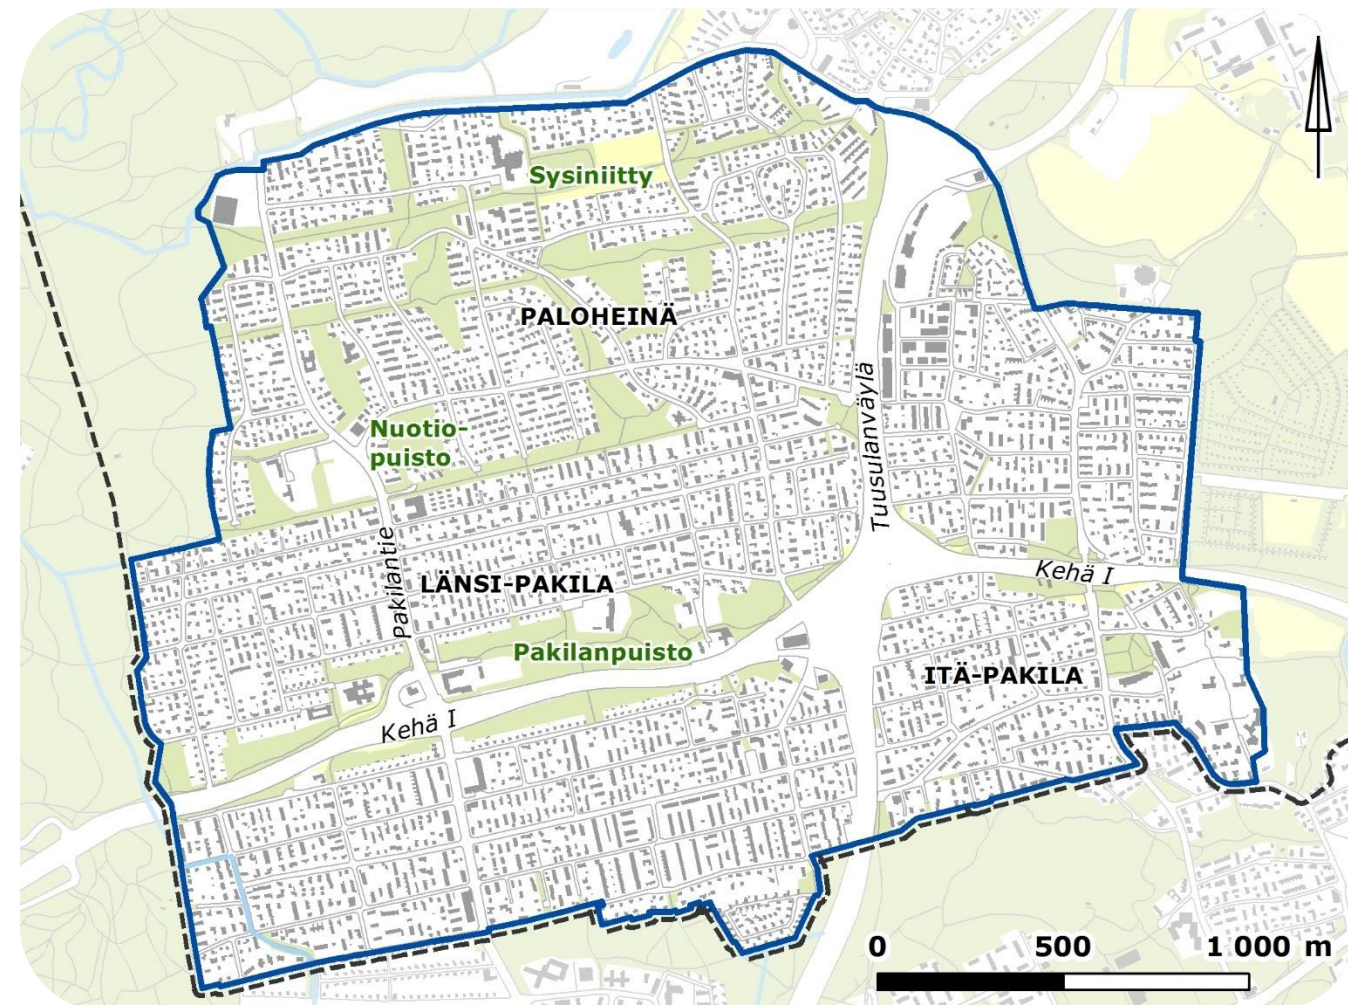 Sysiniitty
PALOHEINÄ
Nuotio-
puisto
Tuusulanväylä
Pakilantie
LÄNSI-PAKILA
Kehä I
Pakilanpuisto
ITÄ-PAKILA
Kehä I
0 500 1 000 m